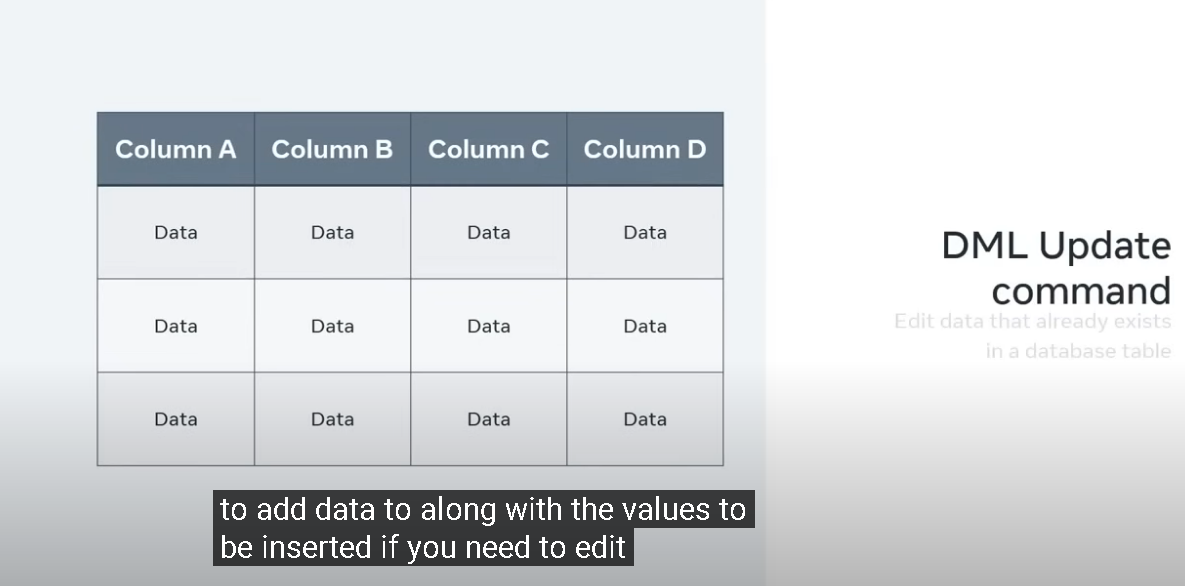 Column A Column B Column C Column D
Data Data Data Data
Data Data Data Data
Data Data Data Data
DML Update
command
Edit data that already exists
in a database table
to add data to along with the values to
be inserted if you need to edit